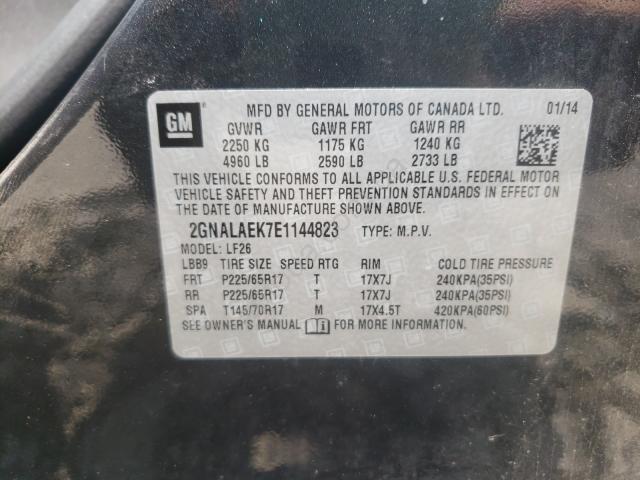 GM
MFD BY GENERAL MOTORS OF CANADA LTD. 01/14
GVWR GAWR FRT GAWR RR
2250 KG 1175 KG 1240 KG
4960 LB 2590 LB 2733 LB
THIS VEHICLE CONFORMS TO ALL APPLICABLE U.S. FEDERAL MOTOR
VEHICLE SAFETY AND THEFT PREVENTION STANDARDS IN EFFECT ON
THE DATE OF MANUFACTURE SHOWN ABOVE.
2GNALAEK7E1144823 TYPE: M.P.V.
MODEL: LF26
LBB9 TIRE SIZE SPEED RTG RIM COLD TIRE PRESSURE
FRT P225/65R17 T 17X7J 240KPA(35PSI)
RR P225/65R17 T 17X7J 240KPA(35PSI)
SPA T145/70R17 M 17X4.5T 420KPA(60PSI)
SEE OWNER'S MANUAL FOR MORE INFORMATION.